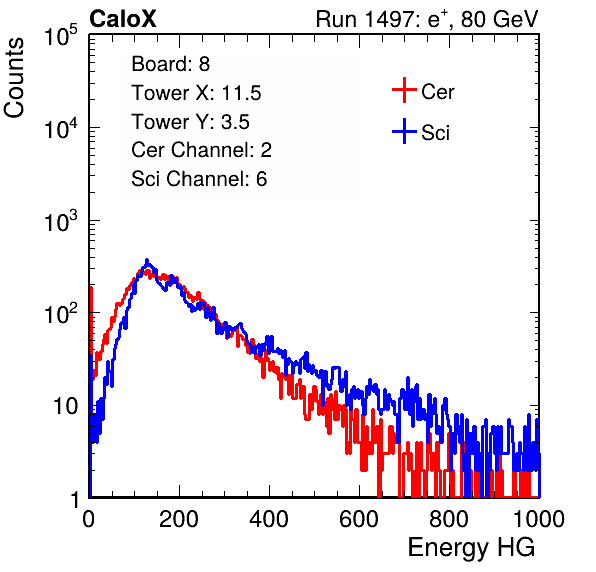 CaloX Run 1497: e⁺, 80 GeV
Counts
Board: 8
Tower X: 11.5
Tower Y: 3.5
Cer Channel: 2
Sci Channel: 6
Cer
Sci
10⁵
10⁴
10³
10²
10
1
0 200 400 600 800 1000
Energy HG